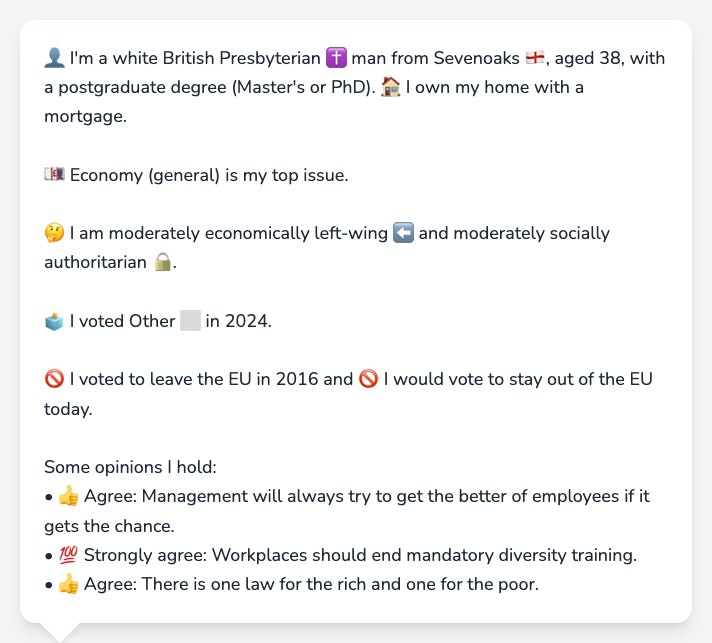 👤 I'm a white British Presbyterian ✝️ man from Sevenoaks 🏴󠁧󠁢󠁥󠁮󠁧󠁿, aged 38, with
a postgraduate degree (Master's or PhD). 🏠 I own my home with a
mortgage.
💷 Economy (general) is my top issue.
🤔 I am moderately economically left-wing ⬅️ and moderately socially
authoritarian 🔒.
🗳️ I voted Other ⬜ in 2024.
🚫 I voted to leave the EU in 2016 and 🚫 I would vote to stay out of the EU
today.
Some opinions I hold:
• 👍 Agree: Management will always try to get the better of employees if it
gets the chance.
• 💯 Strongly agree: Workplaces should end mandatory diversity training.
• 👍 Agree: There is one law for the rich and one for the poor.